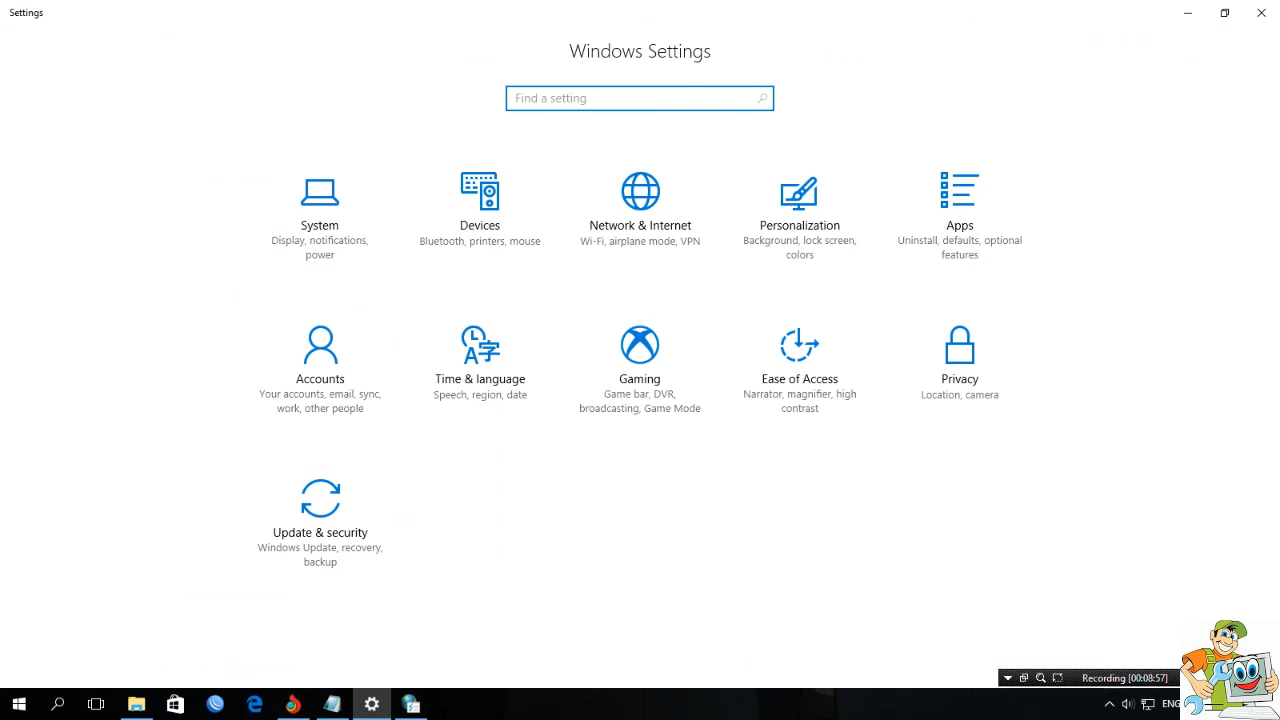 Settings
Windows Settings
Find a setting
System
Display, notifications,
power
Devices
Bluetooth, printers, mouse
Network & Internet
Wi-Fi, airplane mode, VPN
Personalization
Background, lock screen,
colors
Apps
Uninstall, defaults, optional
features
Accounts
Your accounts, email, sync,
work, other people
Time & language
Speech, region, date
Gaming
Game bar, DVR,
broadcasting, Game Mode
Ease of Access
Narrator, magnifier, high
contrast
Privacy
Location, camera
Update & security
Windows Update, recovery,
backup
Recording [00:08:57]
ENG